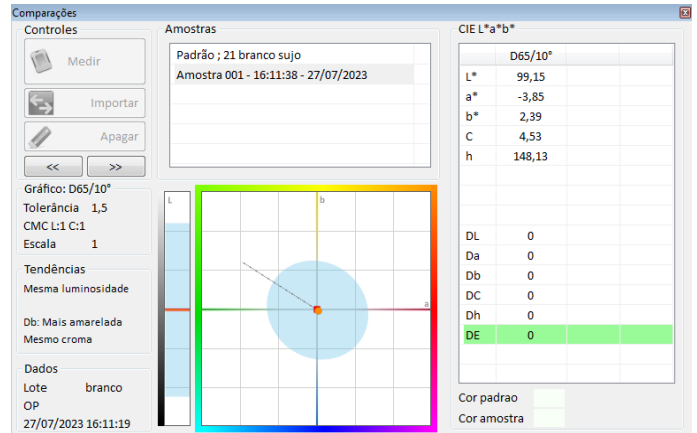 Comparações
Controles
Medir
Importar
Apagar
<<
>>
Gráfico: D65/10°
Tolerância 1,5
CMC L:1 C:1
Escala 1
Tendências
Mesma luminosidade
Db: Mais amarelada
Mesmo croma
Dados
Lote branco
OP
27/07/2023 16:11:19
Amostras
Padrão ; 21 branco sujo
Amostra 001 - 16:11:38 - 27/07/2023
L
b
a
CIE L*a*b*
D65/10°
L* 99,15
a* -3,85
b* 2,39
C 4,53
h 148,13
DL 0
Da 0
Db 0
DC 0
Dh 0
DE 0
Cor padrao
Cor amostra